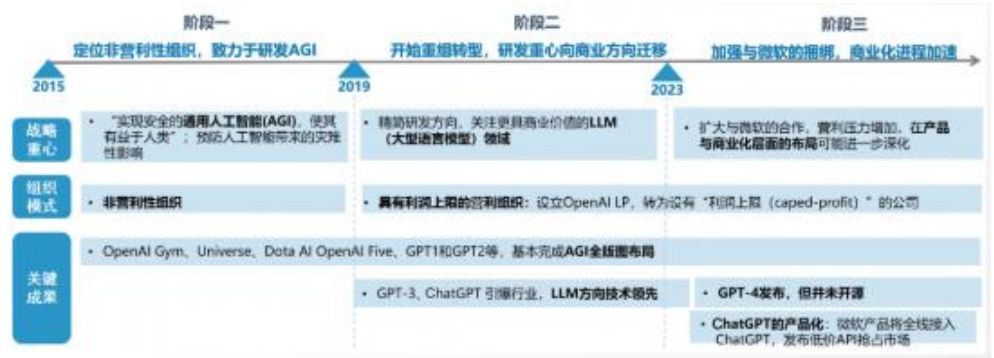 阶段一
阶段二
阶段三
定位非营利性组织，致力于研发AGI
开始重组转型，研发重心向商业方向迁移
加强与微软的捆绑，商业化进程加速
2015
2019
2023
战略
重心
• “实现安全的通用人工智能(AGI)，使其
有益于人类”；预防人工智能带来的灾难
性影响
• 精简研发方向，关注更具商业价值的LLM
（大型语言模型）领域
• 扩大与微软的合作，营利压力增加，在产品
与商业化层面的布局可能进一步深化
组织
模式
• 非营利性组织
• 具有利润上限的营利组织：设立OpenAI LP，转为设有“利润上限（caped-profit）”的公司
关键
成果
• OpenAI Gym、Universe、Dota AI OpenAI Five、GPT1和GPT2等，基本完成AGI全版图布局
• GPT-3、ChatGPT 引爆行业，LLM方向技术领先
• GPT-4发布，但并未开源
• ChatGPT的产品化：微软产品将全线接入
ChatGPT，发布低价API抢占市场